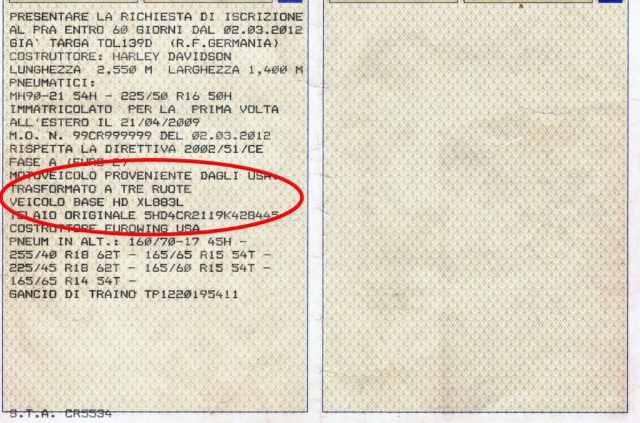 PRESENTARE LA RICHIESTA DI ISCRIZIONE
AL PRA ENTRO 60 GIORNI DAL 02.03.2012
GIA` TARGA TOL139D (R.F.GERMANIA)
COSTRUTTORE: HARLEY DAVIDSON
LUNGHEZZA 2,550 M LARGHEZZA 1,400 M
PNEUMATICI:
MH90-21 54H - 225/50 R16 50H
IMMATRICOLATO PER LA PRIMA VOLTA
ALL'ESTERO IL 21/04/2009
M.O. N. 99CR999999 DEL 02.03.2012
RISPETTA LA DIRETTIVA 2002/51/CE
FASE A (EURO 2)
MOTOVEICOLO PROVENIENTE DAGLI USA.
TRASFORMATO A TRE RUOTE
VEICOLO BASE HD XL883L
TELAIO ORIGINALE 5HD4CR2119K428445
COSTRUTTORE EUROWING USA
PNEUM IN ALT.: 160/70-17 45H -
255/40 R18 62T - 165/65 R15 54T -
225/45 R18 62T - 165/60 R15 54T -
165/65 R14 54T -
GANCIO DI TRAINO TP1220195411
S.T.A. CR5534